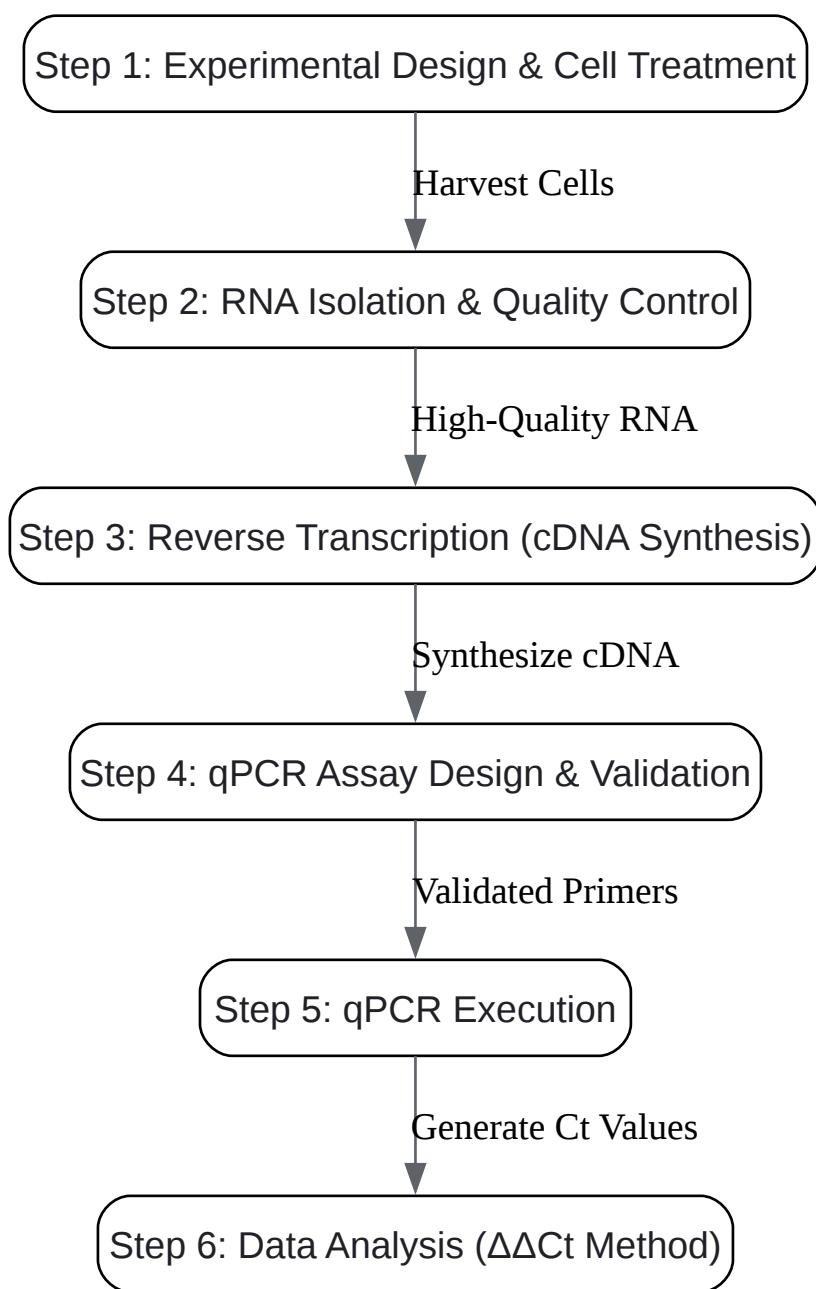 Step 1: Experimental Design & Cell Treatment
Harvest Cells
Step 2: RNA Isolation & Quality Control
High-Quality RNA
Step 3: Reverse Transcription (cDNA Synthesis)
Synthesize cDNA
Step 4: qPCR Assay Design & Validation
Validated Primers
Step 5: qPCR Execution
Generate Ct Values
Step 6: Data Analysis (ΔΔCt Method)